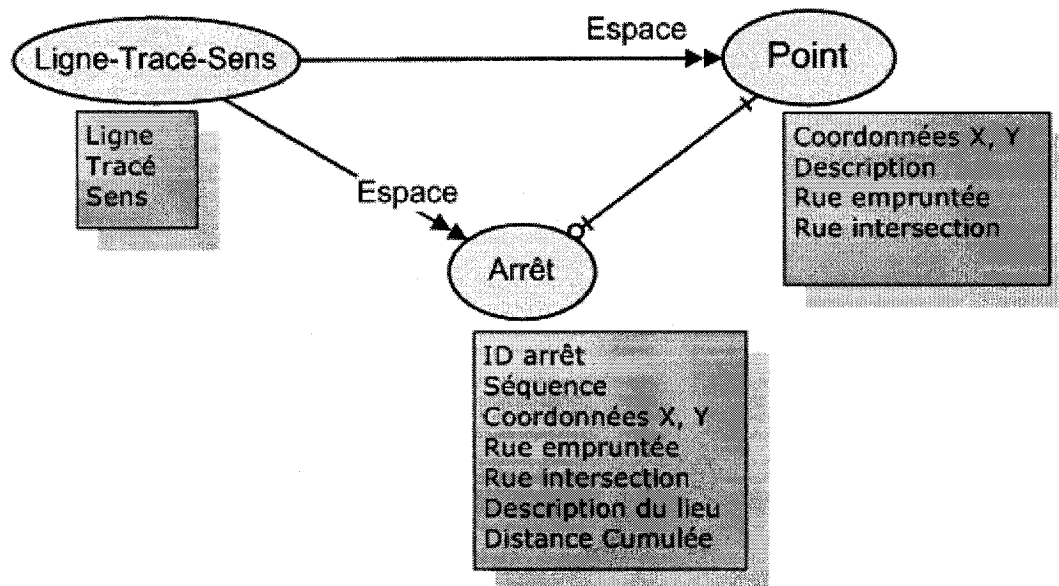 Espace
Ligne-Tracé-Sens
Point
Ligne
Tracé
Sens
Coordonnées X, Y
Description
Rue empruntée
Rue intersection
Espace
Arrêt
ID arrêt
Séquence
Coordonnées X, Y
Rue empruntée
Rue intersection
Description du lieu
Distance Cumulée